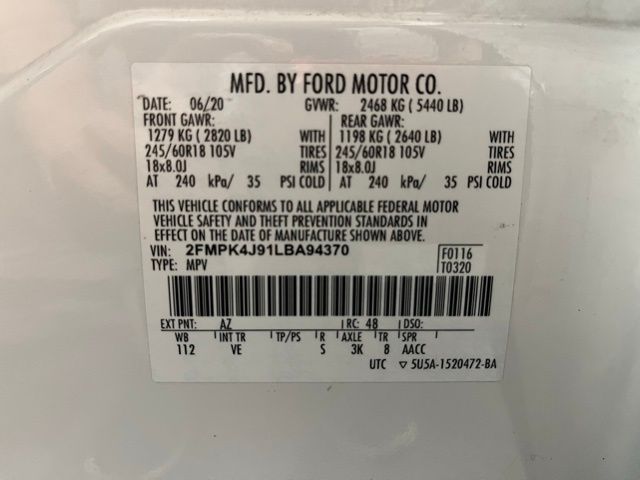 MFD. BY FORD MOTOR CO.
DATE: 06/20 GVWR: 2468 KG ( 5440 LB)
FRONT GAWR: REAR GAWR:
1279 KG ( 2820 LB) WITH 1198 KG ( 2640 LB) WITH
245/60R18 105V TIRES 245/60R18 105V TIRES
18x8.0J RIMS 18x8.0J RIMS
AT 240 kPa/ 35 PSI COLD AT 240 kPa/ 35 PSI COLD
THIS VEHICLE CONFORMS TO ALL APPLICABLE FEDERAL MOTOR
VEHICLE SAFETY AND THEFT PREVENTION STANDARDS IN
EFFECT ON THE DATE OF MANUFACTURE SHOWN ABOVE.
VIN: 2FMPK4J91LBA94370 F0116
TYPE: MPV T0320
EXT PNT: AZ RC: 48 DSO:
WB INT TR TP/PS R AXLE TR SPR
112 VE S 3K 8 AACC
UTC ▽ 5U5A-1520472-BA